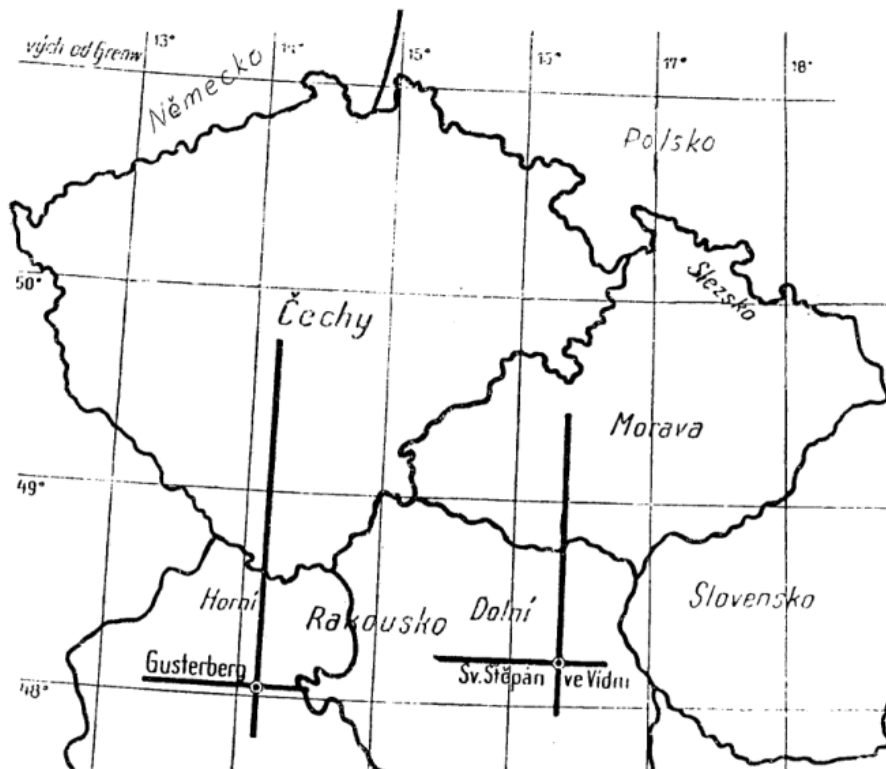 13°
14°
15°
16°
17°
18°
vých od Grenw
Německo
Polsko
50°
Čechy
Slezsko
Morava
49°
Horní
Rakousko
Dolní
Slovensko
Gusterberg
Sv. Štěpán ve Vídni
48°